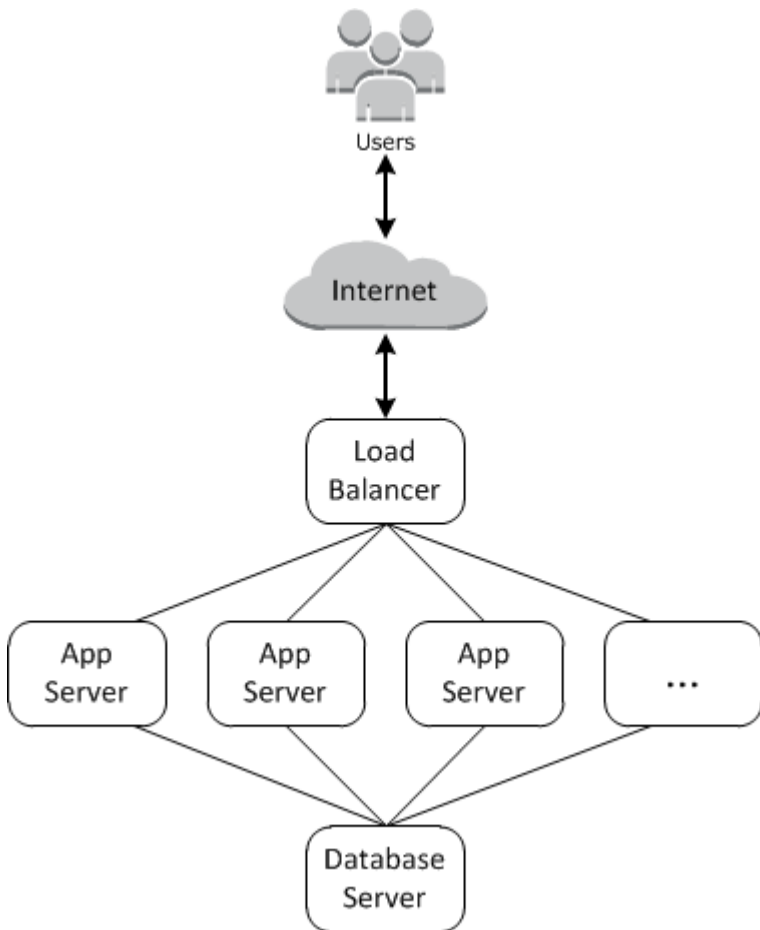 Users
Internet
Load
Balancer
App
Server
App
Server
App
Server
...
Database
Server